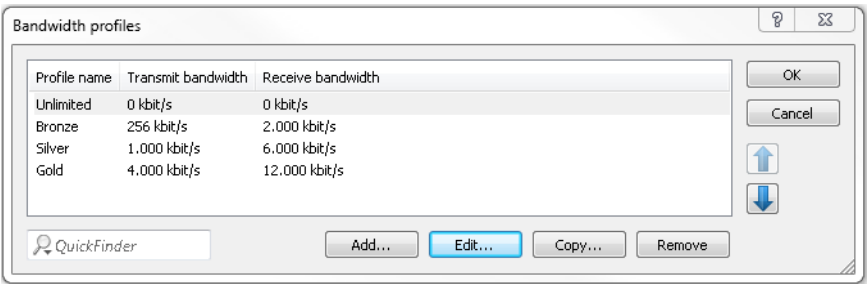 Bandwidth profiles
?
Profile name Transmit bandwidth Receive bandwidth
Unlimited 0 kbit/s 0 kbit/s
Bronze 256 kbit/s 2.000 kbit/s
Silver 1.000 kbit/s 6.000 kbit/s
Gold 4.000 kbit/s 12.000 kbit/s
OK
Cancel
QuickFinder
Add... Edit... Copy... Remove